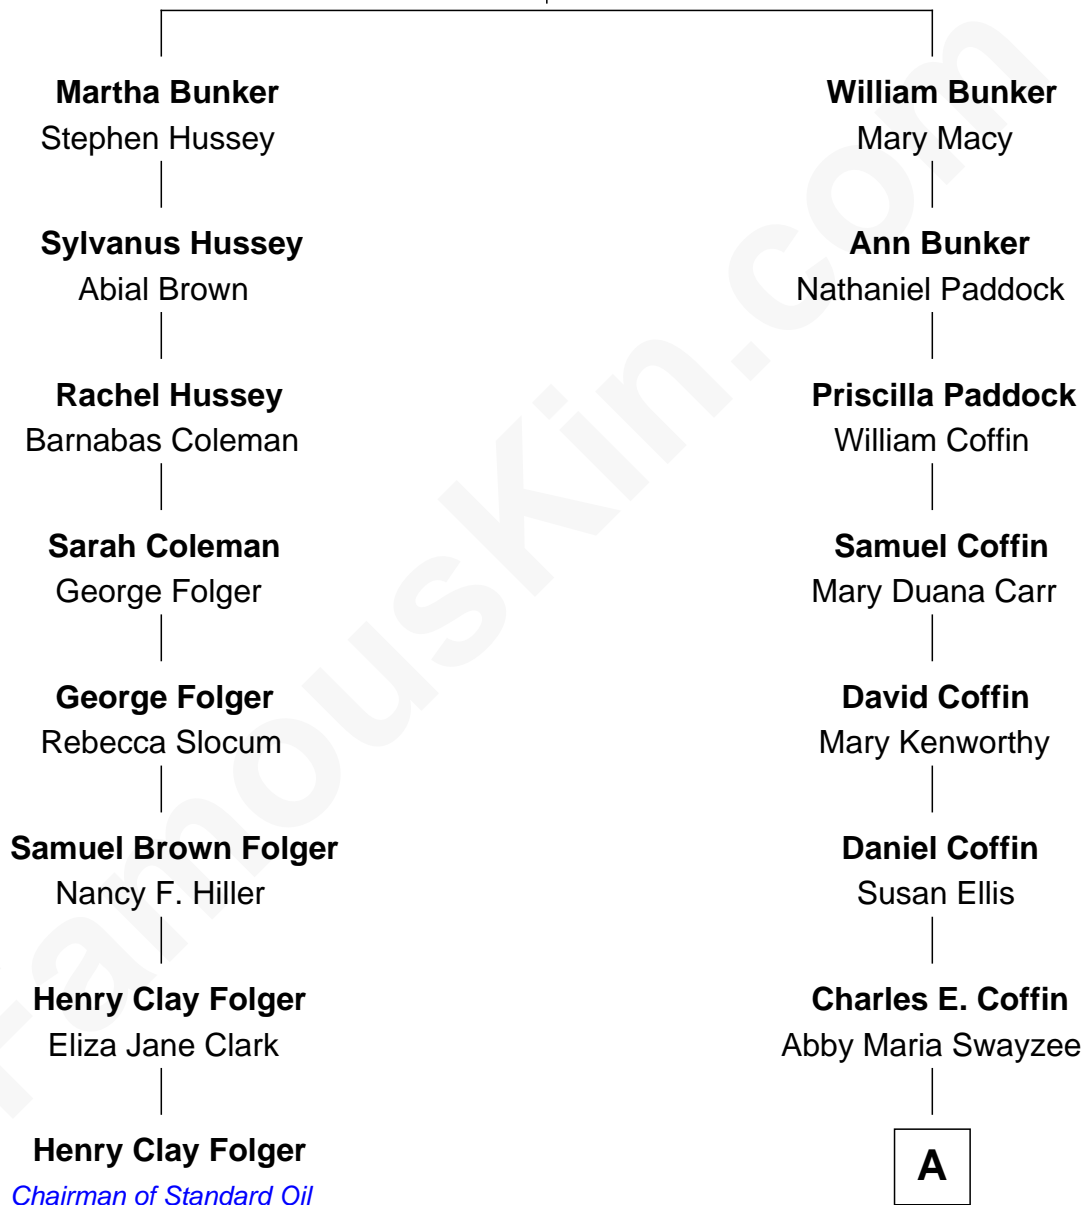 Martha Bunker
Stephen Hussey
Sylvanus Hussey
Abial Brown
Rachel Hussey
Barnabas Coleman
Sarah Coleman
George Folger
George Folger
Rebecca Slocum
Samuel Brown Folger
Nancy F. Hiller
Henry Clay Folger
Eliza Jane Clark
Henry Clay Folger
Chairman of Standard Oil
William Bunker
Mary Macy
Ann Bunker
Nathaniel Paddock
Priscilla Paddock
William Coffin
Samuel Coffin
Mary Duana Carr
David Coffin
Mary Kenworthy
Daniel Coffin
Susan Ellis
Charles E. Coffin
Abby Maria Swayzee
A
FamousKin.com